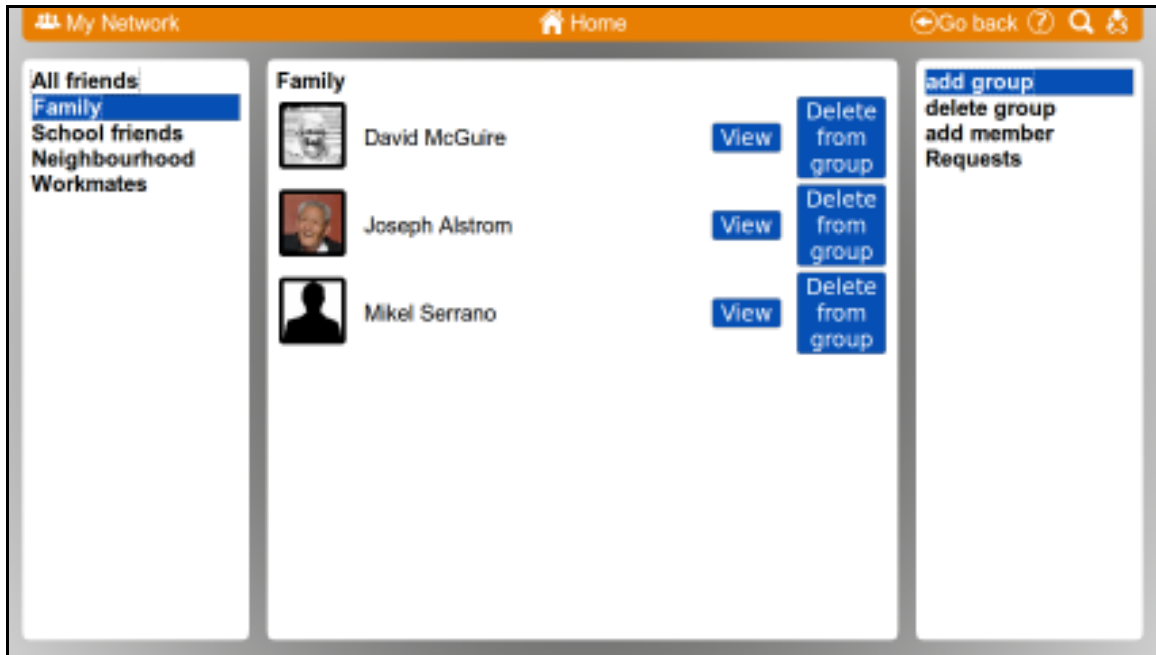 My Network Home Go back ?
All friends
Family
School friends
Neighbourhood
Workmates
Family
David McGuire View Delete from group
Joseph Alstrom View Delete from group
Mikel Serrano View Delete from group
add group
delete group
add member
Requests